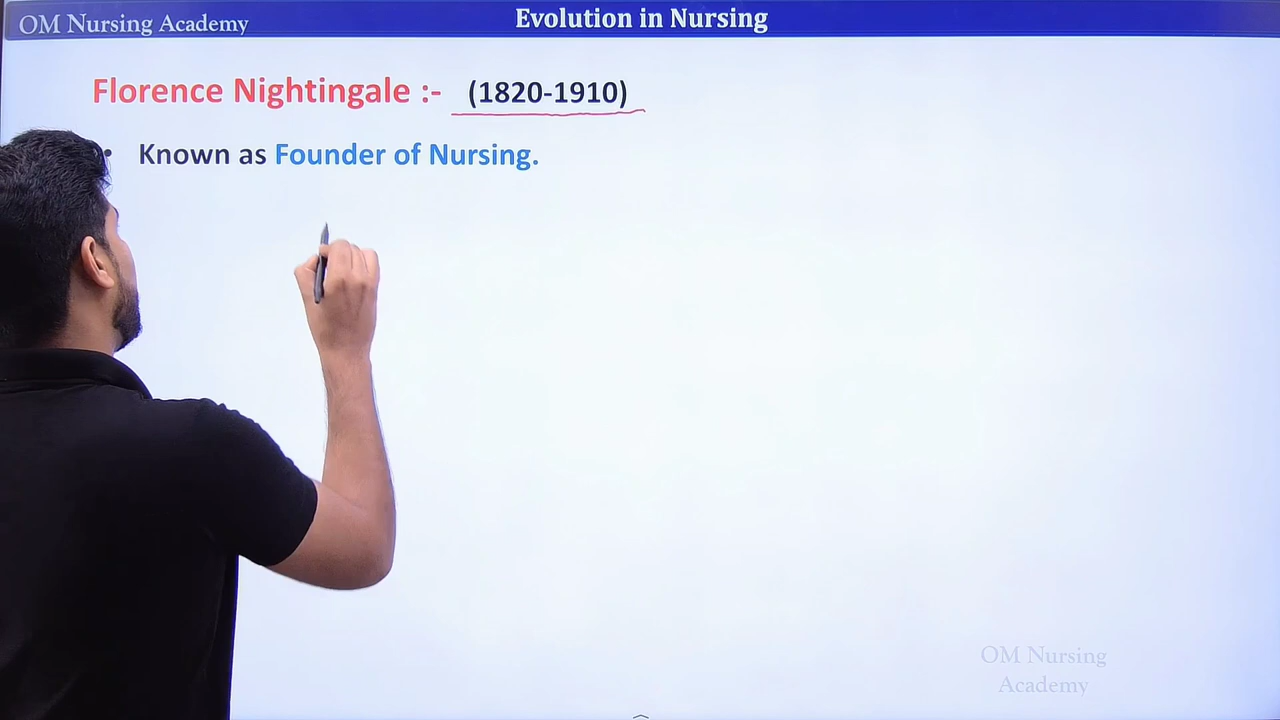 OM Nursing Academy
Evolution in Nursing
Florence Nightingale :- (1820-1910)
• Known as Founder of Nursing.
OM Nursing
Academy